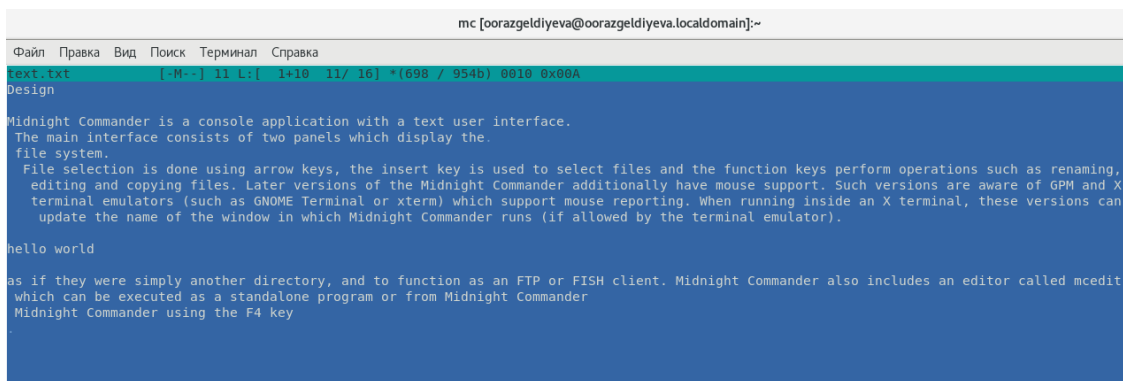 mc [oorazgeldiyeva@oorazgeldiyeva.localdomain]:~
Файл Правка Вид Поиск Терминал Справка
text.txt [-M--] 11 L:[ 1+10 11/ 16] *(698 / 954b) 0010 0x00A
Design
Midnight Commander is a console application with a text user interface.
The main interface consists of two panels which display the.
file system.
File selection is done using arrow keys, the insert key is used to select files and the function keys perform operations such as renaming,
editing and copying files. Later versions of the Midnight Commander additionally have mouse support. Such versions are aware of GPM and X
terminal emulators (such as GNOME Terminal or xterm) which support mouse reporting. When running inside an X terminal, these versions can
update the name of the window in which Midnight Commander runs (if allowed by the terminal emulator).
hello world
as if they were simply another directory, and to function as an FTP or FISH client. Midnight Commander also includes an editor called mcedit
which can be executed as a standalone program or from Midnight Commander
Midnight Commander using the F4 key
.